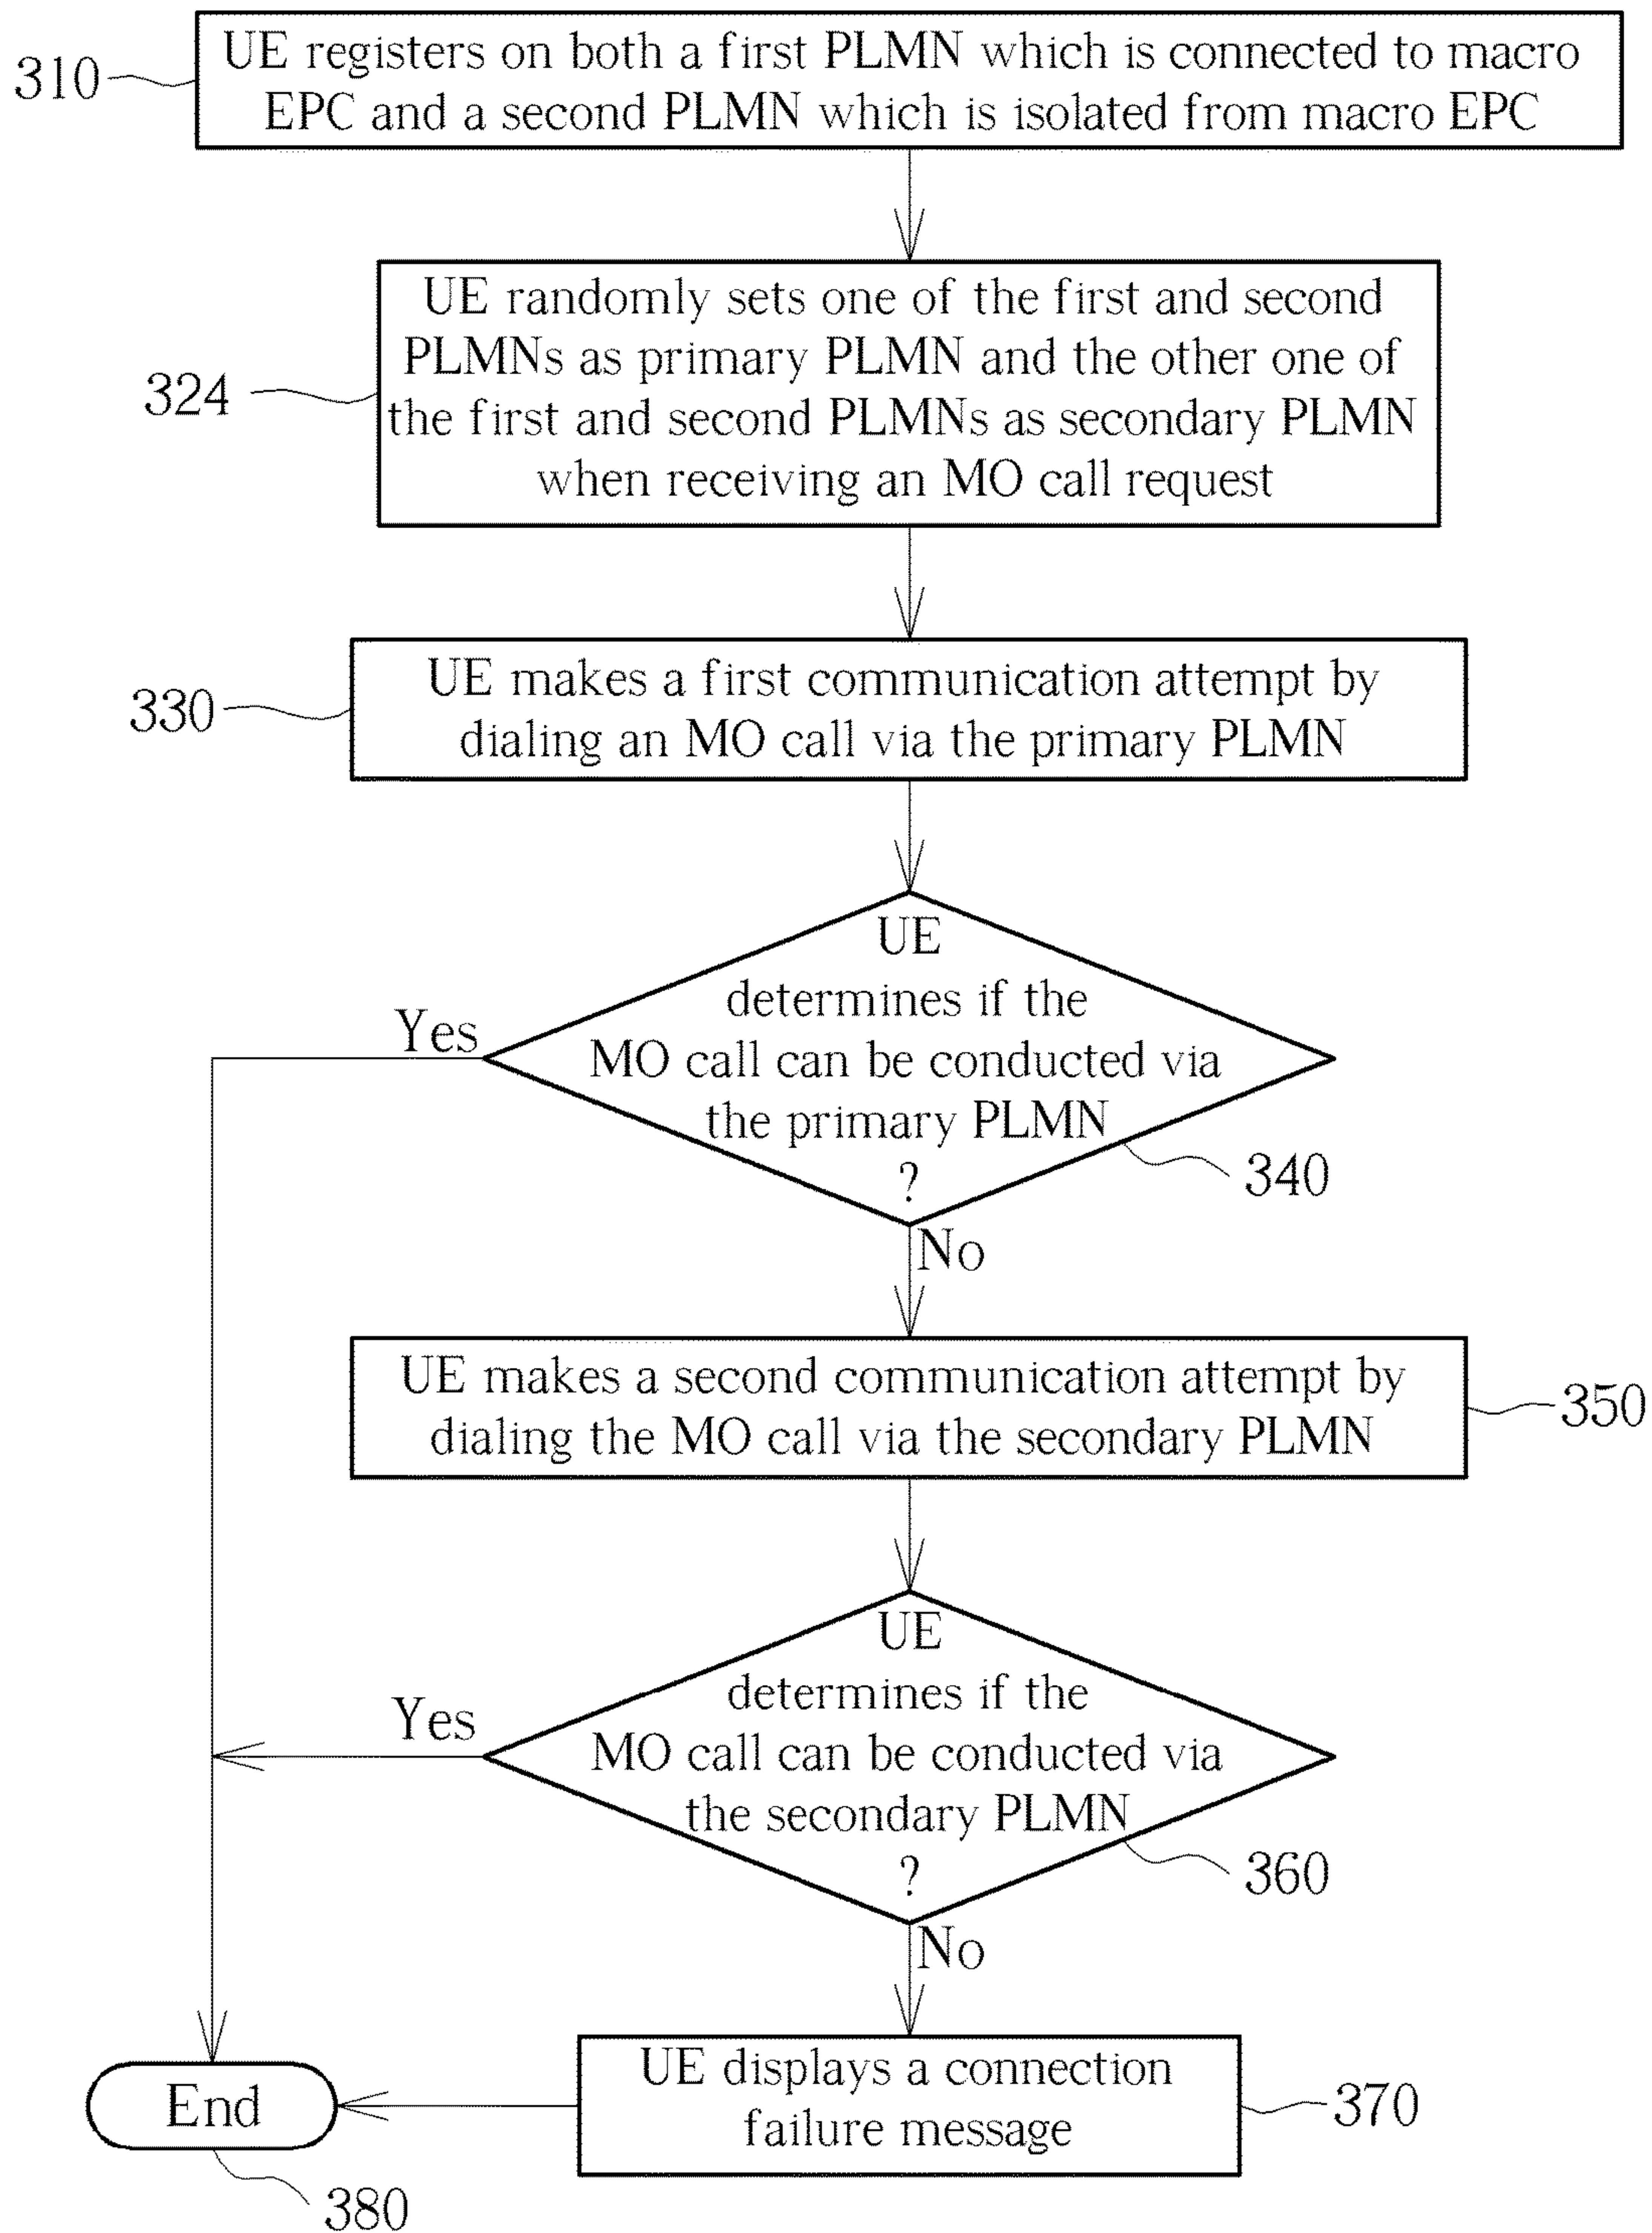 310
UE registers on both a first PLMN which is connected to macro
EPC and a second PLMN which is isolated from macro EPC
324
UE randomly sets one of the first and second
PLMNs as primary PLMN and the other one of
the first and second PLMNs as secondary PLMN
when receiving an MO call request
330
UE makes a first communication attempt by
dialing an MO call via the primary PLMN
UE
determines if the
MO call can be conducted via
the primary PLMN
?
Yes
340
No
UE makes a second communication attempt by
dialing the MO call via the secondary PLMN
350
UE
determines if the
MO call can be conducted via
the secondary PLMN
?
Yes
360
No
UE displays a connection
failure message
370
End
380